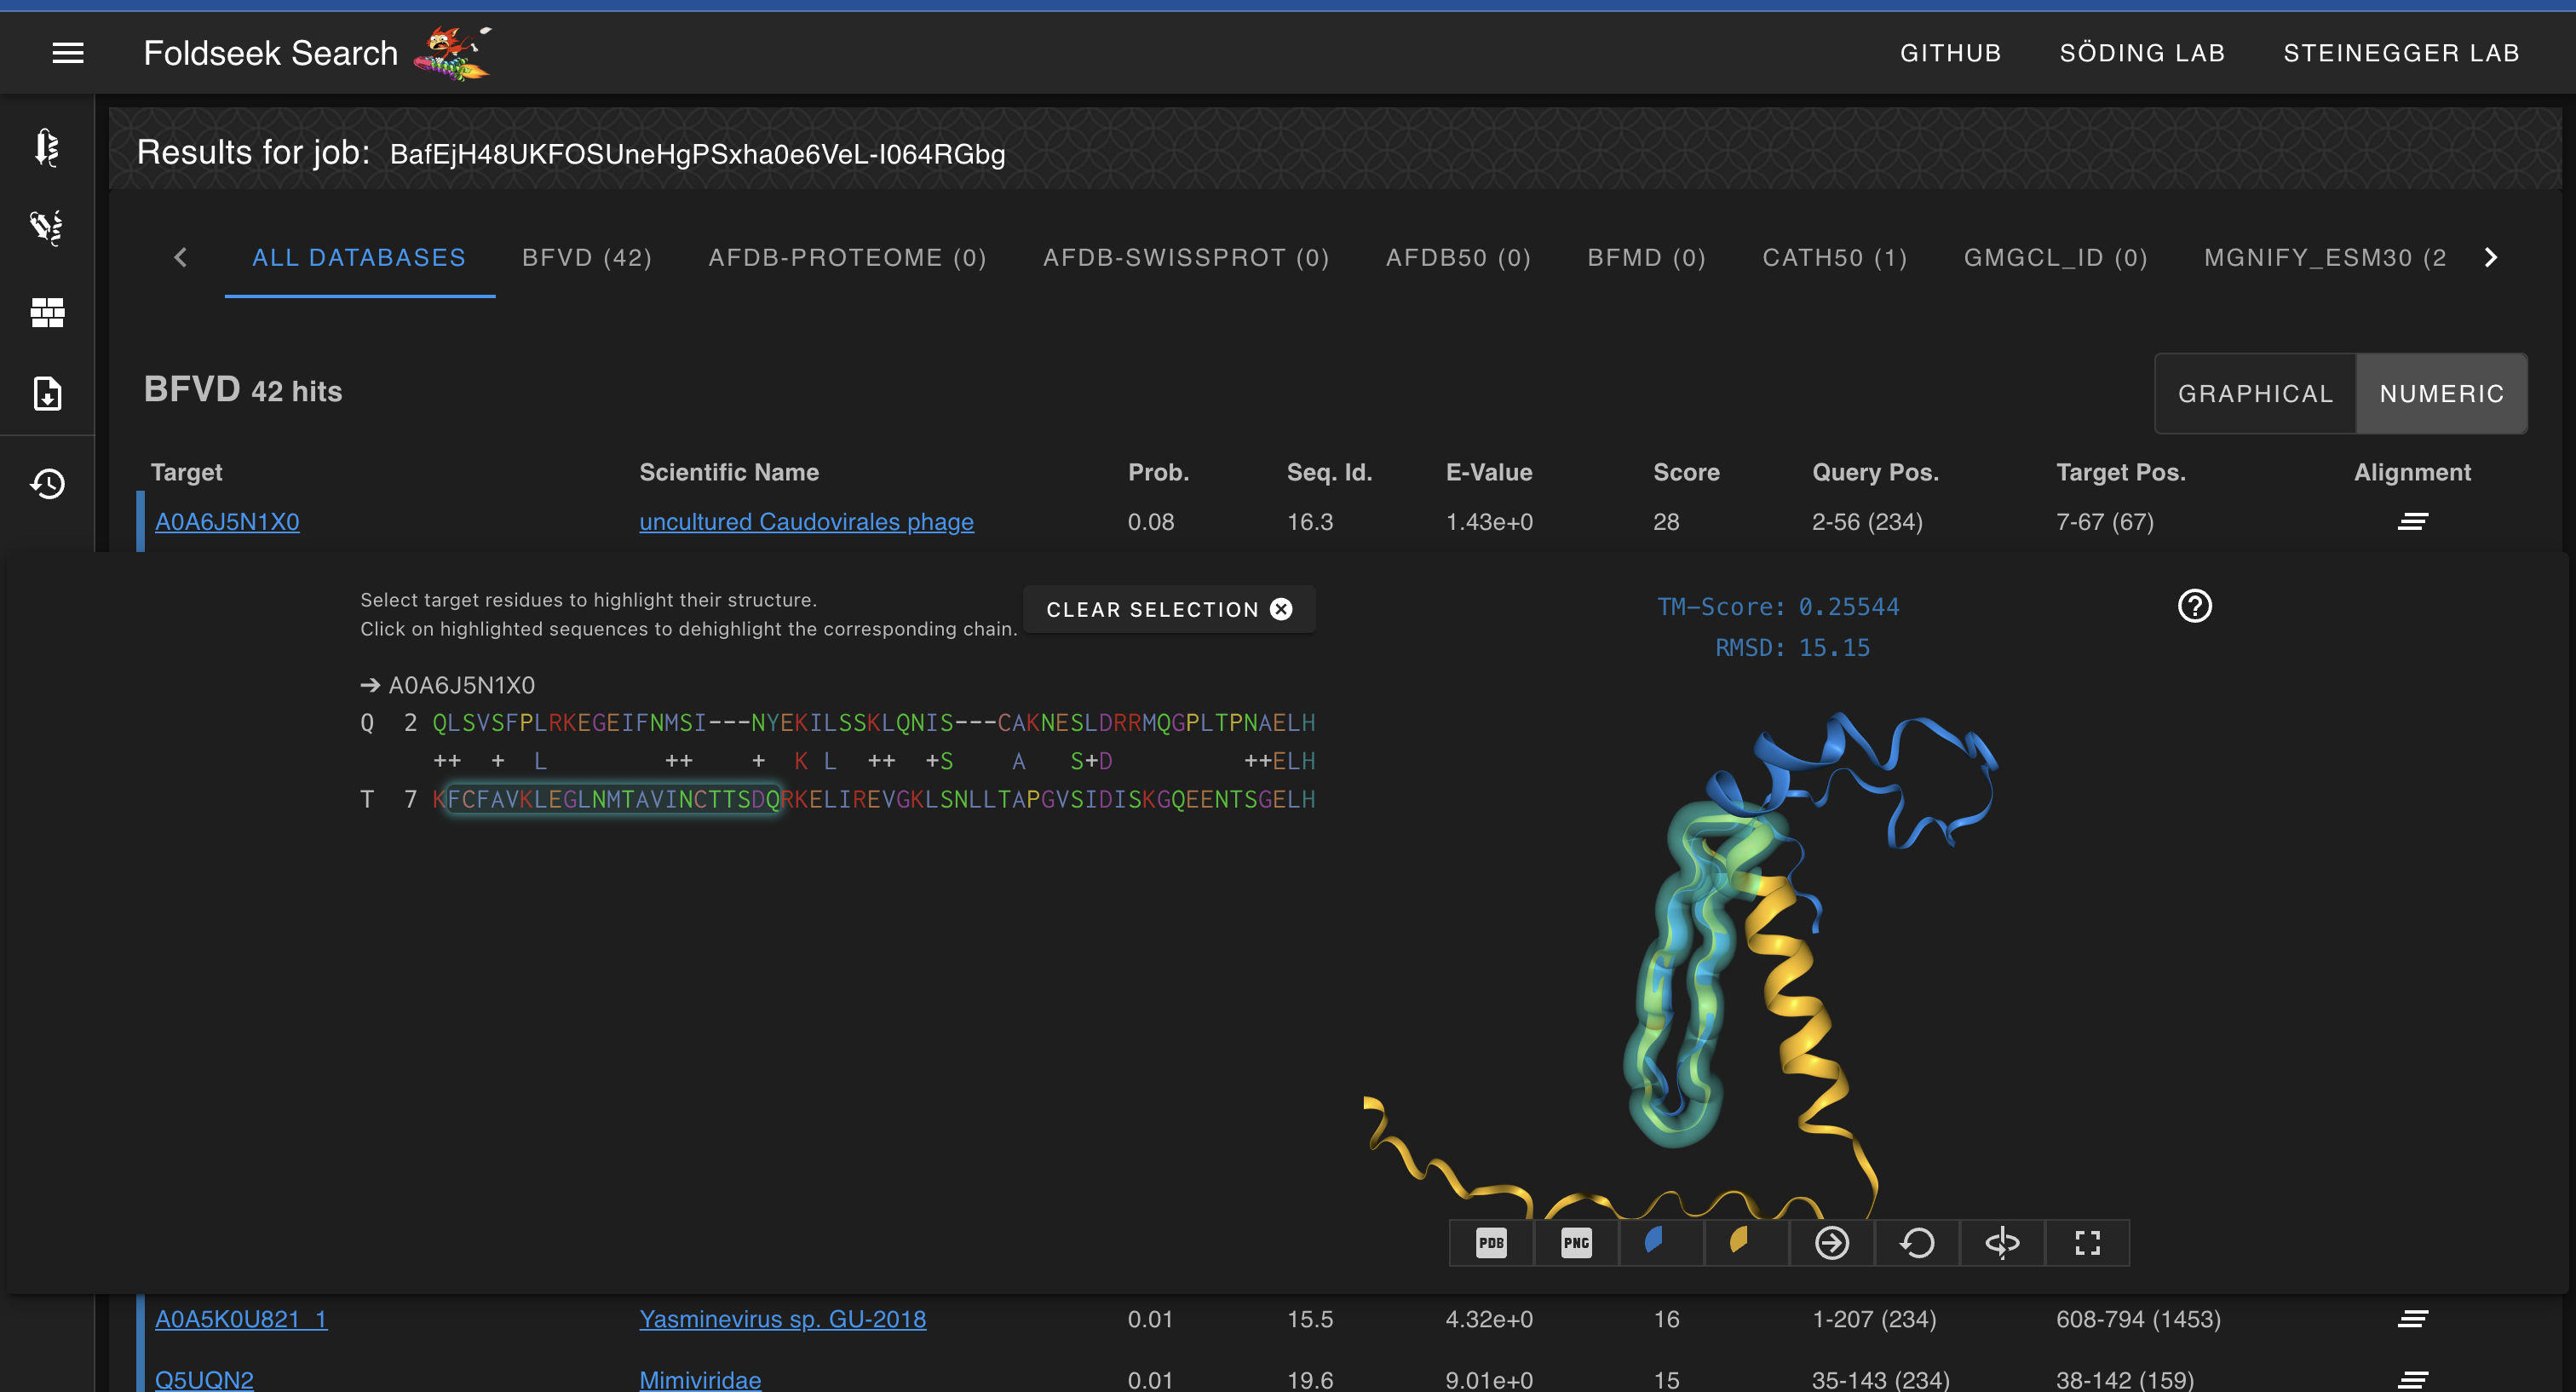 Foldseek Search GITHUB SÖDING LAB STEINEGGER LAB
Results for job: BafEjH48UKFOSUneHgPSxha0e6VeL-I064RGbg
ALL DATABASES BFVD (42) AFDB-PROTEOME (0) AFDB-SWISSPROT (0) AFDB50 (0) BFMD (0) CATH50 (1) GMGCL_ID (0) MGNIFY_ESM30 (2
BFVD 42 hits GRAPHICAL NUMERIC
Target Scientific Name Prob. Seq. Id. E-Value Score Query Pos. Target Pos. Alignment
A0A6J5N1X0 uncultured Caudovirales phage 0.08 16.3 1.43e+0 28 2-56 (234) 7-67 (67)
Select target residues to highlight their structure.
Click on highlighted sequences to dehighlight the corresponding chain.
CLEAR SELECTION
TM-Score: 0.25544
RMSD: 15.15
➔ A0A6J5N1X0
Q 2 QLSVSFPLRKEGEIFNMSI---NYEKILSSKLQNIS---CAKNESLDRRMQGPLTPNAELH
++ + L ++ + K L ++ +S A S+D ++ELH
T 7 KFCFAVKLEGLNMTAVINCTTSDQRKELIREVGKLSNLLTAPGVSIDISKGQEENTSGELH
PDB PNG
A0A5K0U821_1 Yasminevirus sp. GU-2018 0.01 15.5 4.32e+0 16 1-207 (234) 608-794 (1453)
Q5UQN2 Mimiviridae 0.01 19.6 9.01e+0 15 35-143 (234) 38-142 (159)